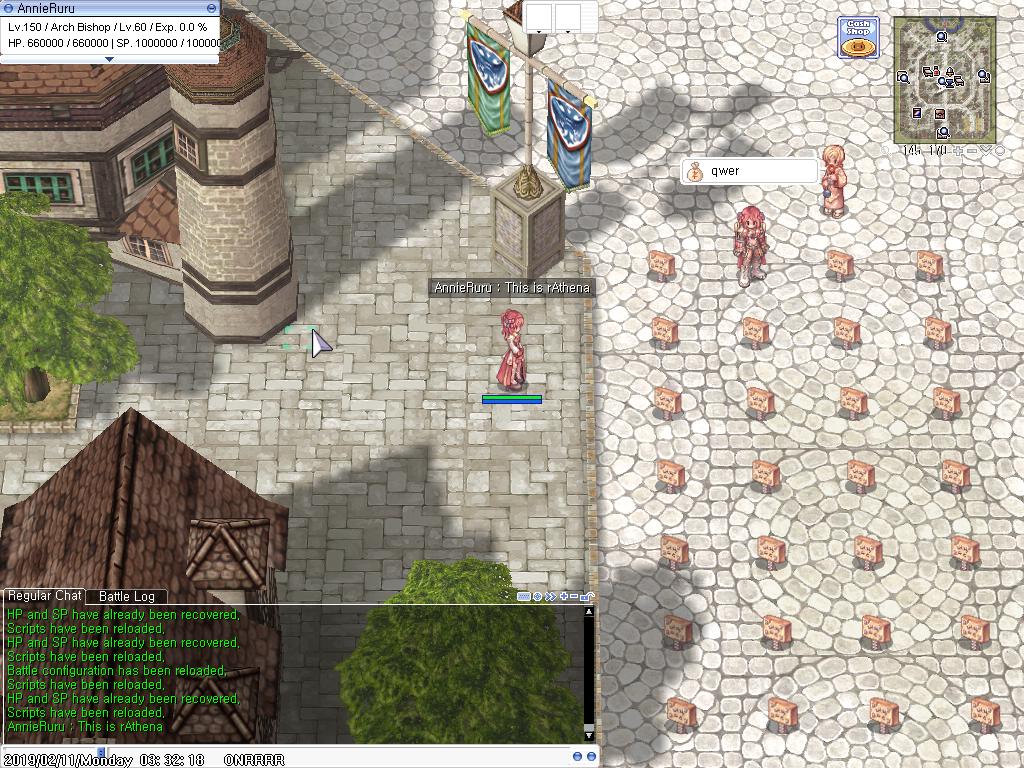 AnnieRuru
Lv.150 / Arch Bishop / Lv.60 / Exp. 0.0 %
HP. 660000 / 660000 | SP. 1000000 / 100000
Cash
Shop
145 170
qwer
AnnieRuru : This is rAthena
Regular Chat
Battle Log
HP and SP have already been recovered,
Scripts have been reloaded,
HP and SP have already been recovered,
Scripts have been reloaded,
Battle configuration has been reloaded,
Scripts have been reloaded,
HP and SP have already been recovered,
Scripts have been reloaded,
AnnieRuru : This is rAthena
2019/02/11/Monday 09:32:18 ONRRRR